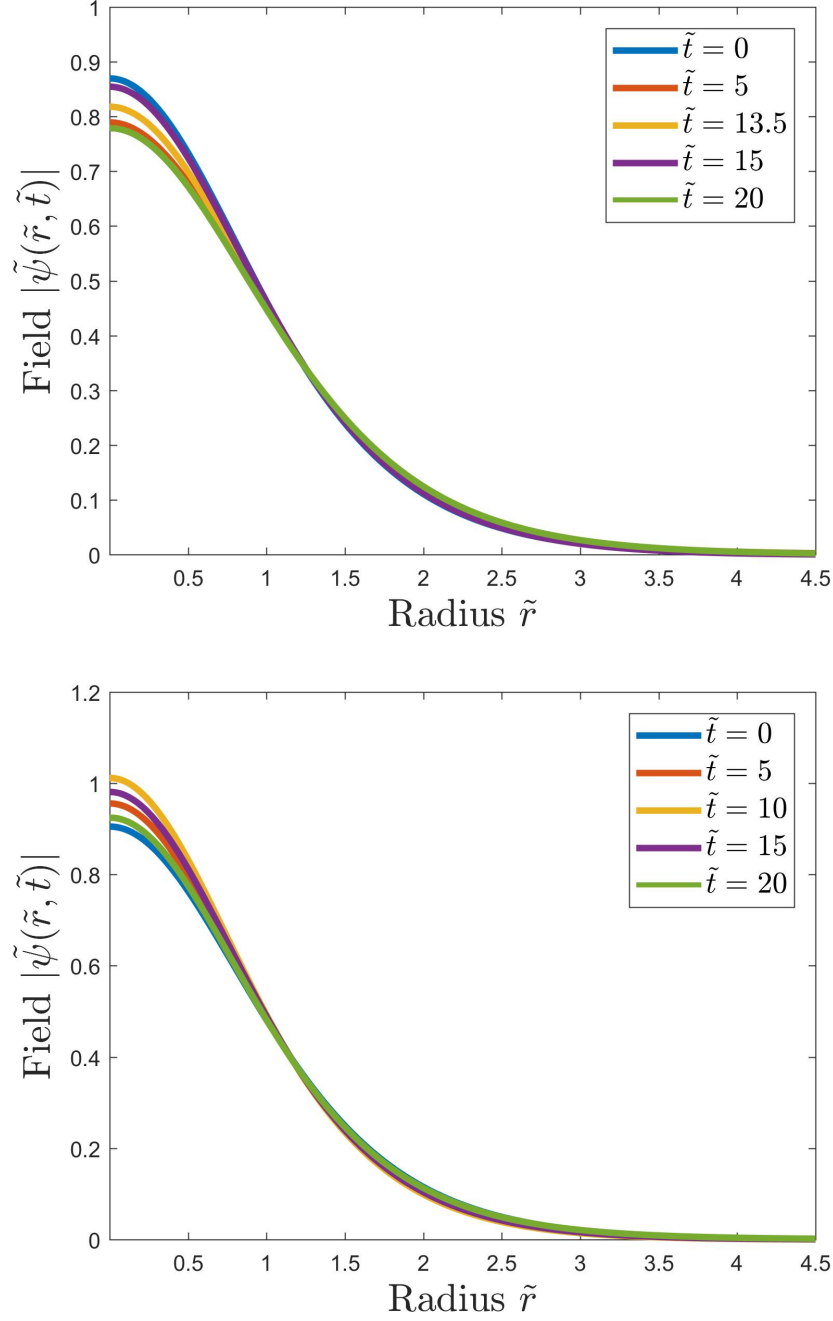 1
0.9
0.8
0.7
0.6
0.5
0.4
0.3
0.2
0.1
0
Field |ψ̃(r̃, t̃)|
t̃ = 0
t̃ = 5
t̃ = 13.5
t̃ = 15
t̃ = 20
0.5 1 1.5 2 2.5 3 3.5 4 4.5
Radius r̃
1.2
1
0.8
0.6
0.4
0.2
0
Field |ψ̃(r̃, t̃)|
t̃ = 0
t̃ = 5
t̃ = 10
t̃ = 15
t̃ = 20
0.5 1 1.5 2 2.5 3 3.5 4 4.5
Radius r̃